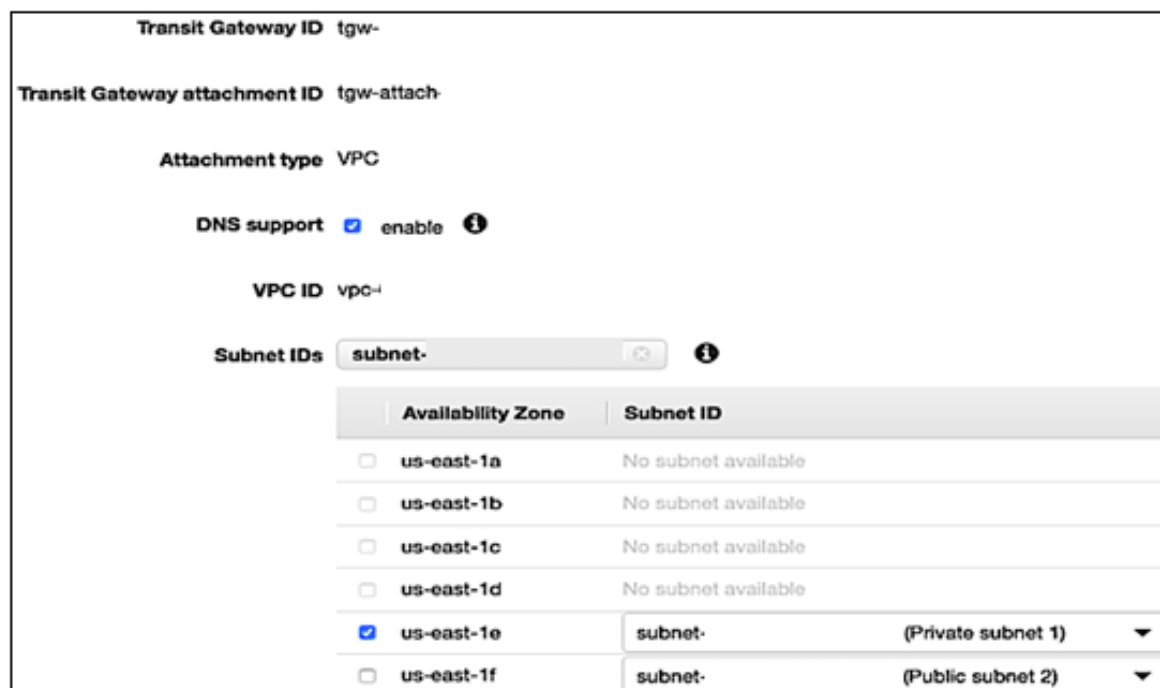 Transit Gateway ID tgw-
Transit Gateway attachment ID tgw-attach-
Attachment type VPC
DNS support enable
VPC ID vpc-
Subnet IDs subnet-
Availability Zone Subnet ID
us-east-1a No subnet available
us-east-1b No subnet available
us-east-1c No subnet available
us-east-1d No subnet available
us-east-1e subnet- (Private subnet 1)
us-east-1f subnet- (Public subnet 2)